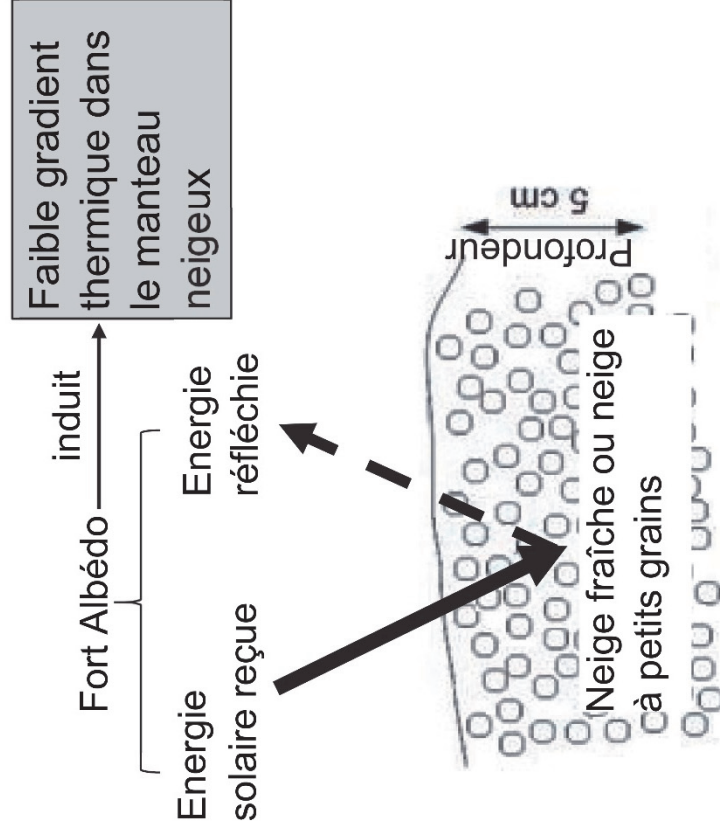 Fort Albédo
induit
Faible gradient
thermique dans
le manteau
neigeux
Energie
solaire reçue
Energie
réfléchie
Profondeur
5 cm
Neige fraîche ou neige
à petits grains